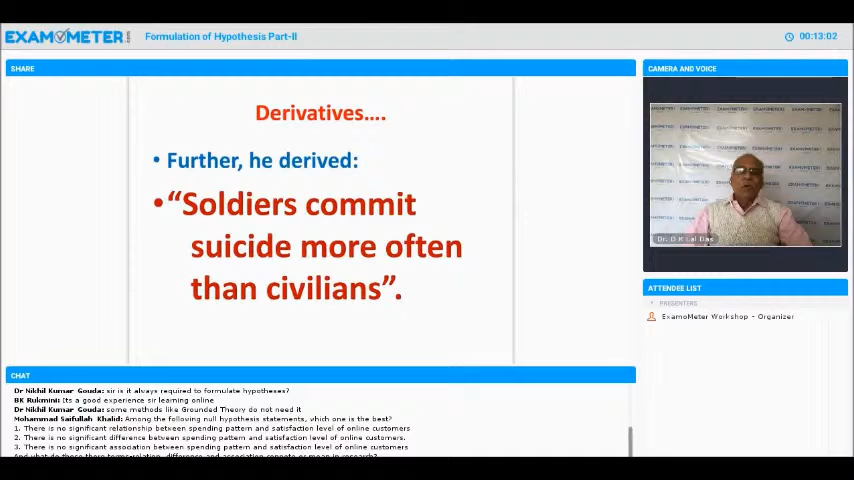 EXAMOMETER.com
Formulation of Hypothesis Part-II
00:13:02
SHARE
CAMERA AND VOICE
Derivatives....
• Further, he derived:
• “Soldiers commit
suicide more often
than civilians”.
Dr. D K Lal Das
ATTENDEE LIST
PRESENTERS
ExamoMeter Workshop - Organizer
CHAT
Dr Nikhil Kumar Gouda: sir is it always required to formulate hypotheses?
BK Rukmini: Its a good experience sir learning online
Dr Nikhil Kumar Gouda: some methods like Grounded Theory do not need it
Mohammad Saifullah Khalid: Among the following null hypothesis statements, which one is the best?
1. There is no significant relationship between spending pattern and satisfaction level of online customers
2. There is no significant difference between spending pattern and satisfaction level of online customers.
3. There is no significant association between spending pattern and satisfaction level of online customers